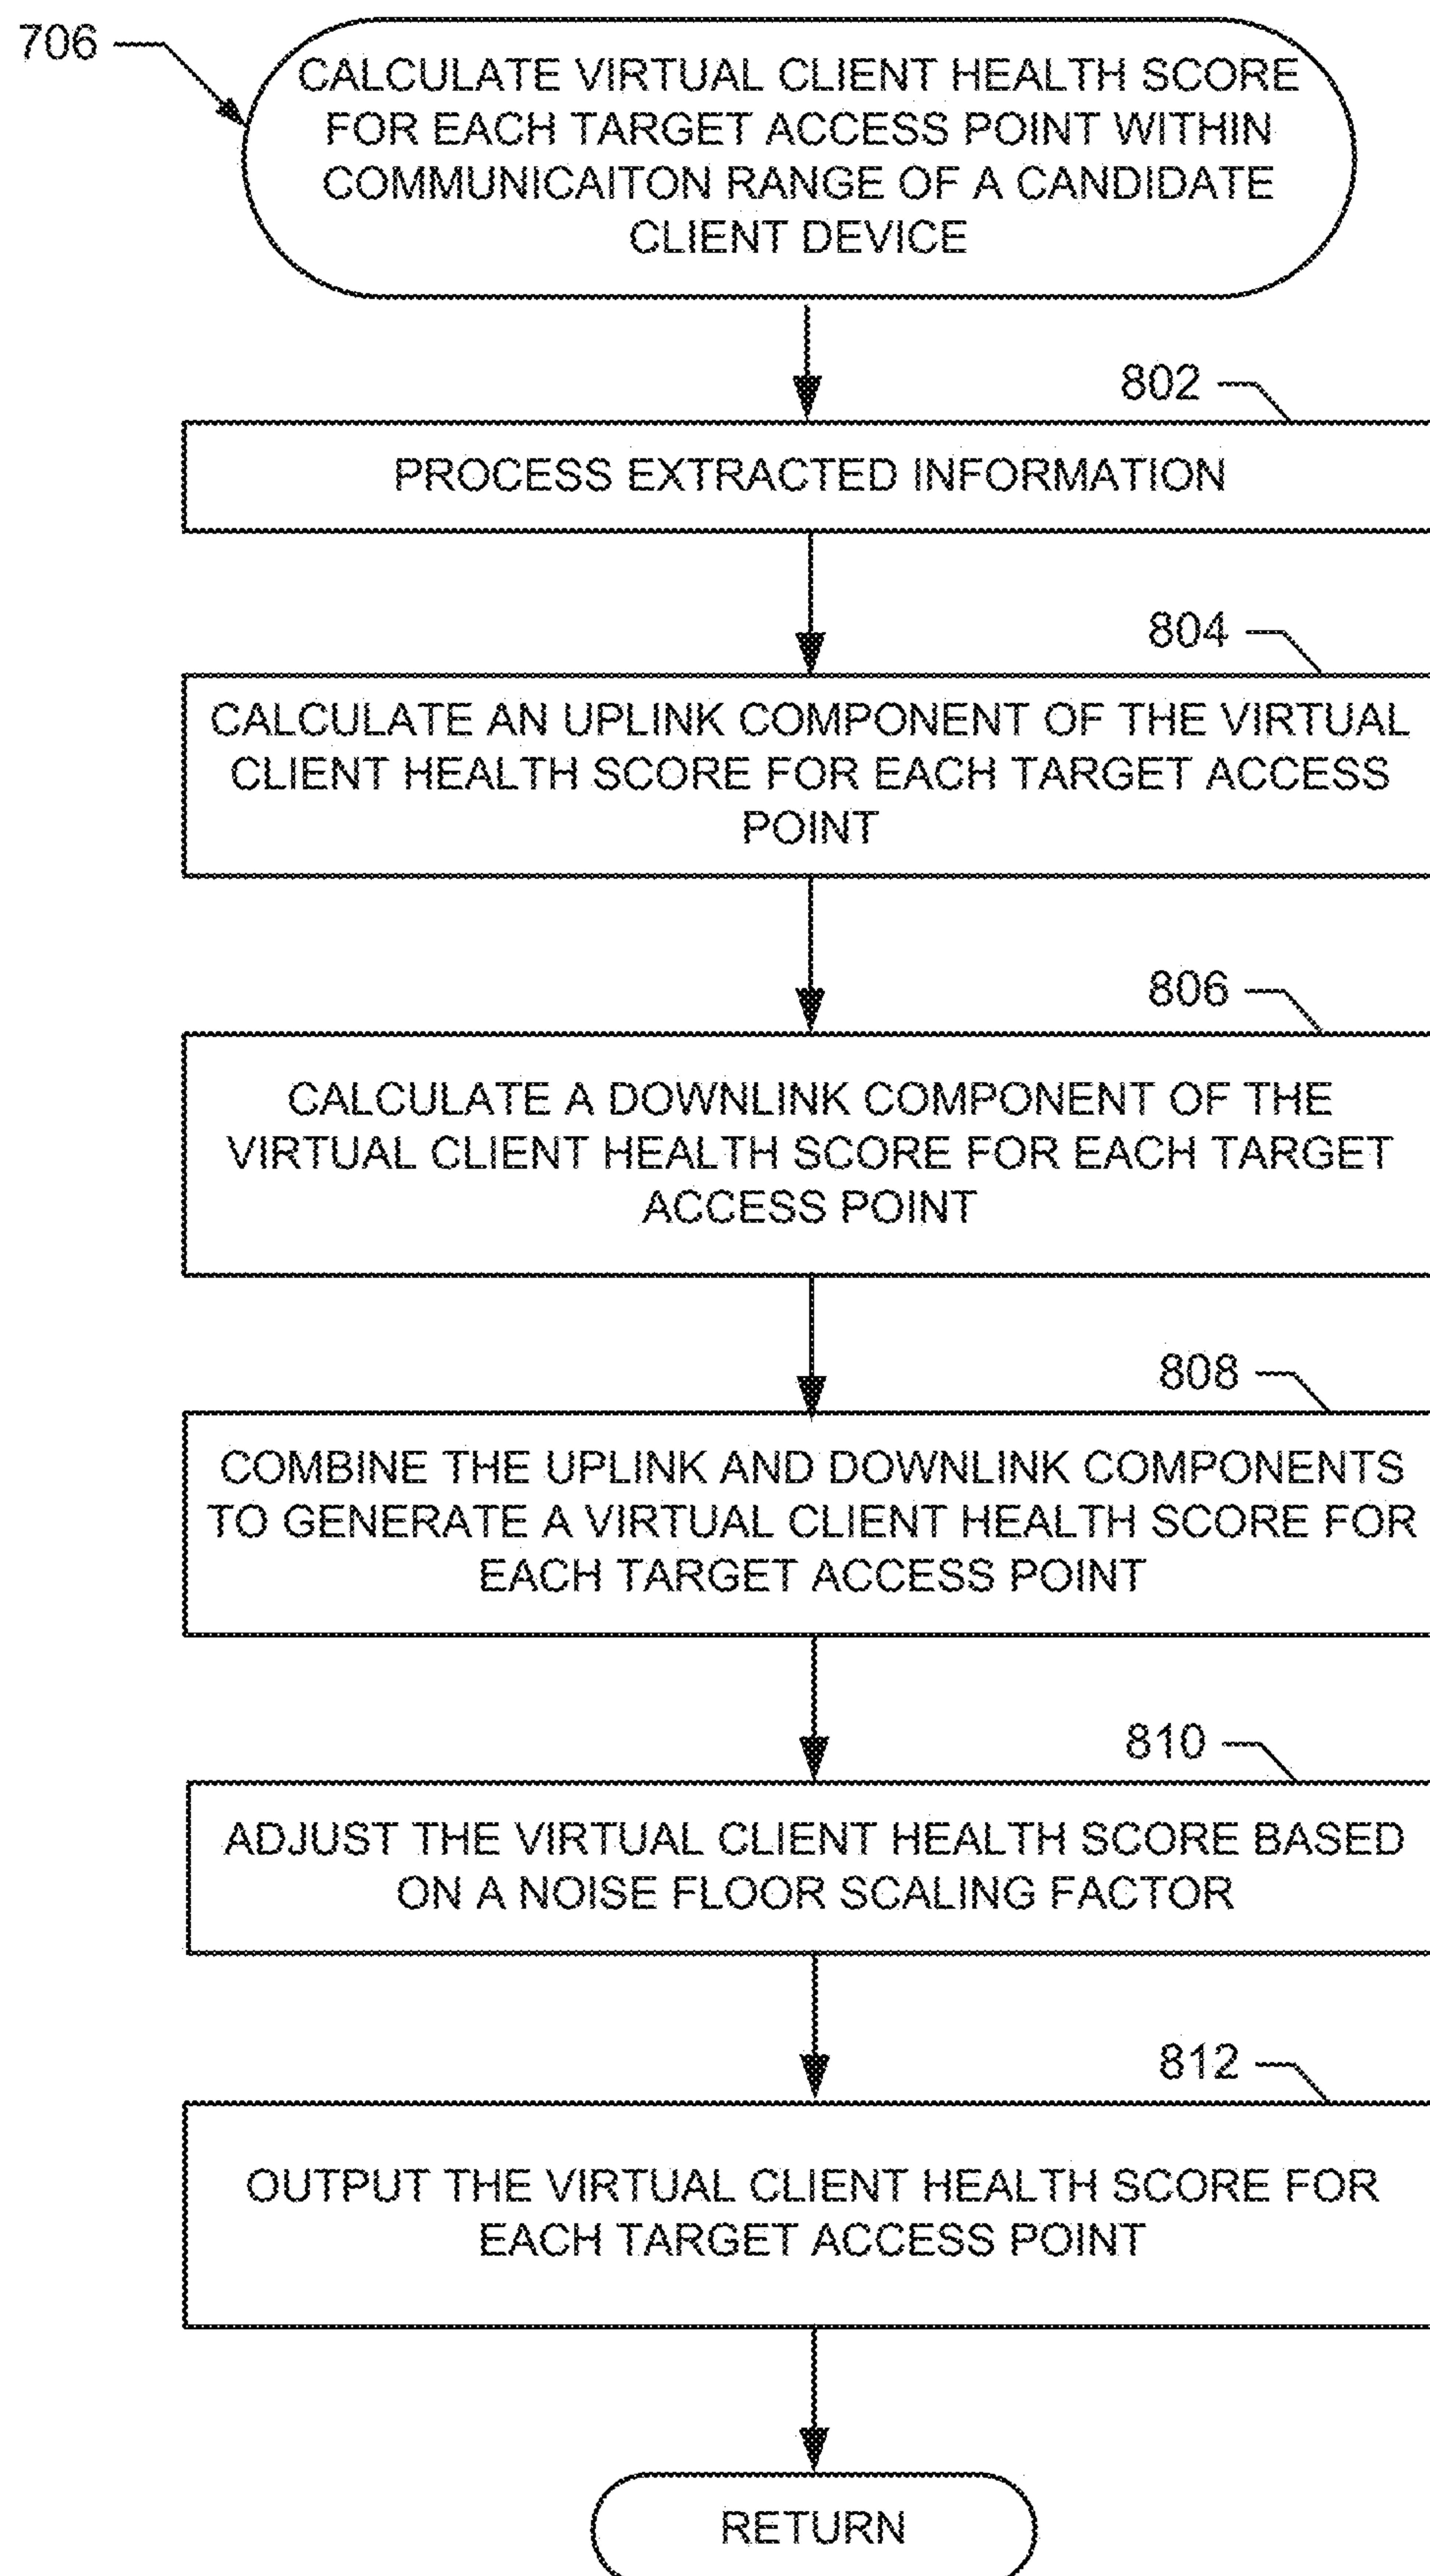 706
CALCULATE VIRTUAL CLIENT HEALTH SCORE
FOR EACH TARGET ACCESS POINT WITHIN
COMMUNICAITON RANGE OF A CANDIDATE
CLIENT DEVICE
802
PROCESS EXTRACTED INFORMATION
804
CALCULATE AN UPLINK COMPONENT OF THE VIRTUAL
CLIENT HEALTH SCORE FOR EACH TARGET ACCESS
POINT
806
CALCULATE A DOWNLINK COMPONENT OF THE
VIRTUAL CLIENT HEALTH SCORE FOR EACH TARGET
ACCESS POINT
808
COMBINE THE UPLINK AND DOWNLINK COMPONENTS
TO GENERATE A VIRTUAL CLIENT HEALTH SCORE FOR
EACH TARGET ACCESS POINT
810
ADJUST THE VIRTUAL CLIENT HEALTH SCORE BASED
ON A NOISE FLOOR SCALING FACTOR
812
OUTPUT THE VIRTUAL CLIENT HEALTH SCORE FOR
EACH TARGET ACCESS POINT
RETURN